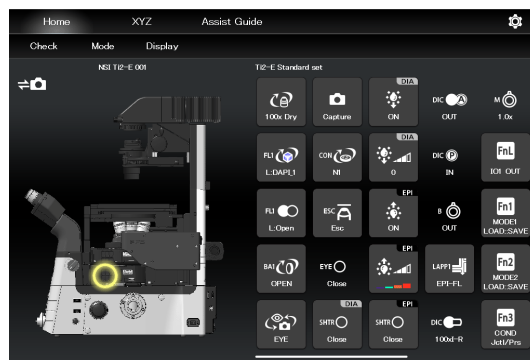 Home XYZ Assist Guide
Check Mode Display
NSI Ti2-E 001 Ti2-E Standard set
DIA
DIC A M
100x Dry Capture ON OUT 1.0x
DIA
FL1 CON DIC P FnL
L:DAPI_1 N1 0 IN IO1 OUT
EPI
FL1 ESC B Fn1
L:Open Esc ON OUT MODE1
LOAD:SAVE
EPI
BA1 EYE LAPP1 Fn2
OPEN Close EPI-FL MODE2
LOAD:SAVE
DIA EPI
SHTR SHTR DIC Fn3
EYE Close Close 100xI-R COND
Jctl/Prs